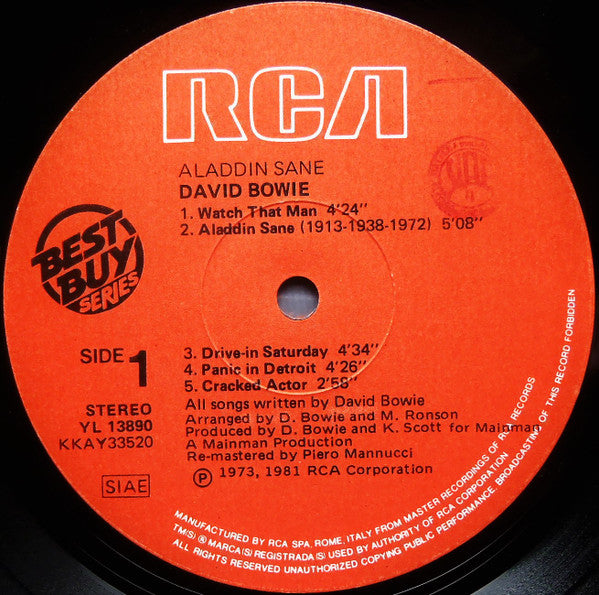 RCA
ALADDIN SANE
DAVID BOWIE
1. Watch That Man 4'24"
2. Aladdin Sane (1913-1938-1972) 5'08"
BEST
BUY
SERIES
SIDE 1
3. Drive-in Saturday 4'34"
4. Panic in Detroit 4'26"
5. Cracked Actor 2'58"
STEREO
YL 13890
KKAY33520
All songs written by David Bowie
Arranged by D. Bowie and M. Ronson
Produced by D. Bowie and K. Scott for Mainman
A Mainman Production
Re-mastered by Piero Mannucci
Ⓟ 1973, 1981 RCA Corporation
SIAE
MANUFACTURED BY RCA SPA, ROME, ITALY FROM MASTER RECORDINGS OF RCA RECORDS
TM(S) ® MARCA(S) REGISTRADA(S) USED BY AUTHORITY OF RCA CORPORATION
ALL RIGHTS RESERVED UNAUTHORIZED COPYING PUBLIC PERFORMANCE, BROADCASTING OF THIS RECORD FORBIDDEN